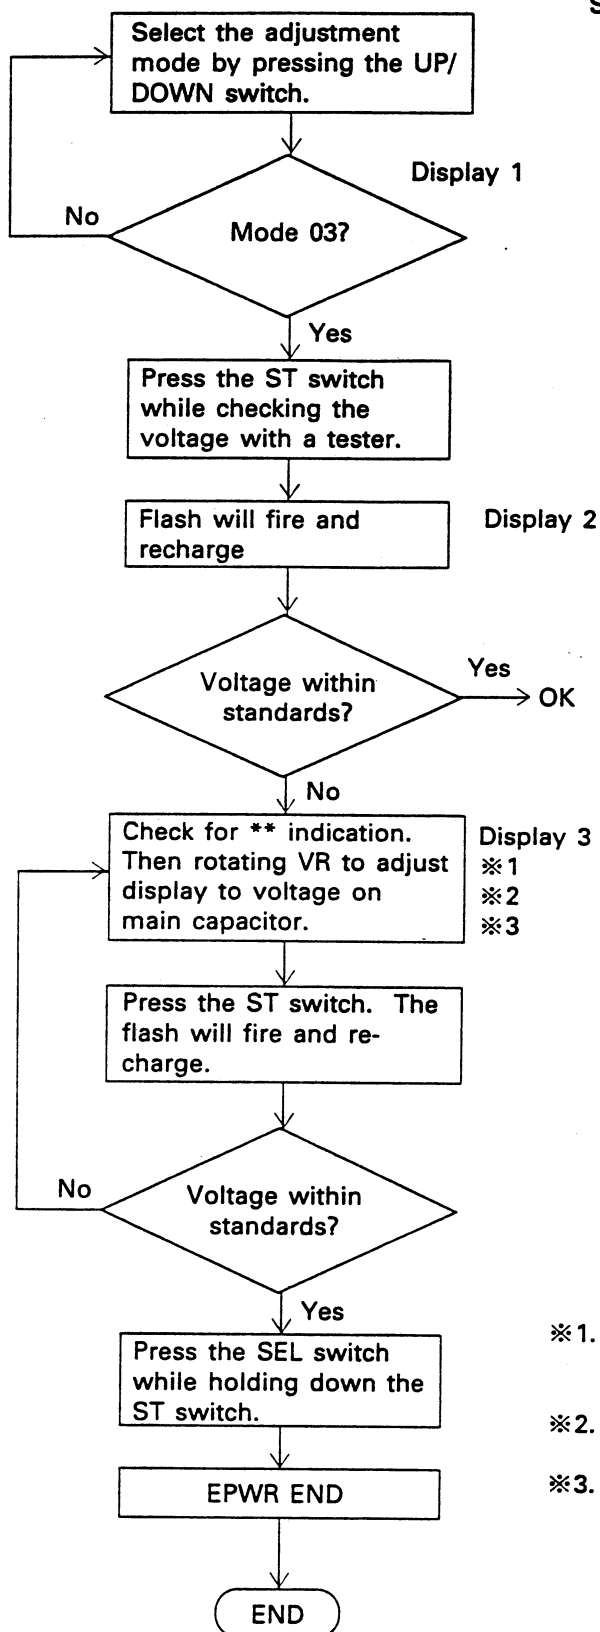 Select the adjustment
mode by pressing the UP/
DOWN switch.
Display 1
No
Mode 03?
Yes
Press the ST switch
while checking the
voltage with a tester.
Flash will fire and
recharge
Display 2
Voltage within
standards?
Yes
OK
No
Check for ** indication.
Then rotating VR to adjust
display to voltage on
main capacitor.
Display 3
※1
※2
※3
Press the ST switch. The
flash will fire and re-
charge.
No
Voltage within
standards?
Yes
Press the SEL switch
while holding down the
ST switch.
※1.
※2.
※3.
EPWR END
END